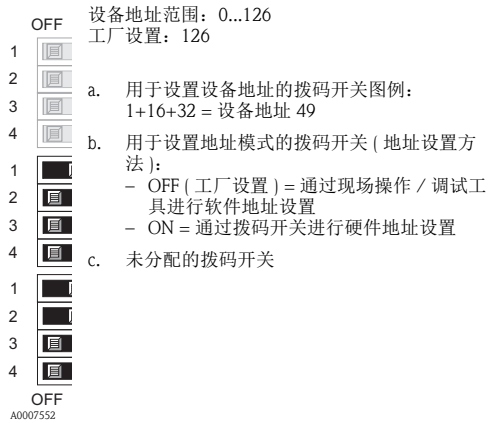 OFF
1
2
3
4
1
2
3
4
1
2
3
4
OFF
A0007552
设备地址范围：0...126
工厂设置：126
a. 用于设置设备地址的拨码开关图例：
1+16+32 = 设备地址 49
b. 用于设置地址模式的拨码开关 ( 地址设置方
法 )：
– OFF ( 工厂设置 ) = 通过现场操作 / 调试工
具进行软件地址设置
– ON = 通过拨码开关进行硬件地址设置
c. 未分配的拨码开关